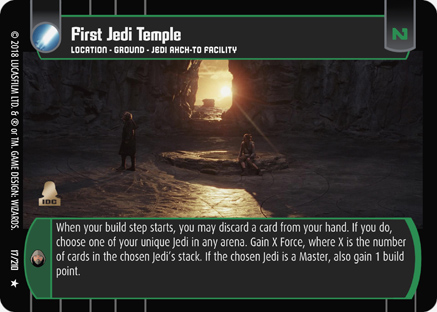 First Jedi Temple
LOCATION - GROUND - JEDI AHCH-TO FACILITY
N
© 2018 LUCASFILM LTD. & ® or TM. GAME DESIGN: WIZARDS.
IDC
When your build step starts, you may discard a card from your hand. If you do,
choose one of your unique Jedi in any arena. Gain X Force, where X is the number
of cards in the chosen Jedi's stack. If the chosen Jedi is a Master, also gain 1 build
point.
17/210